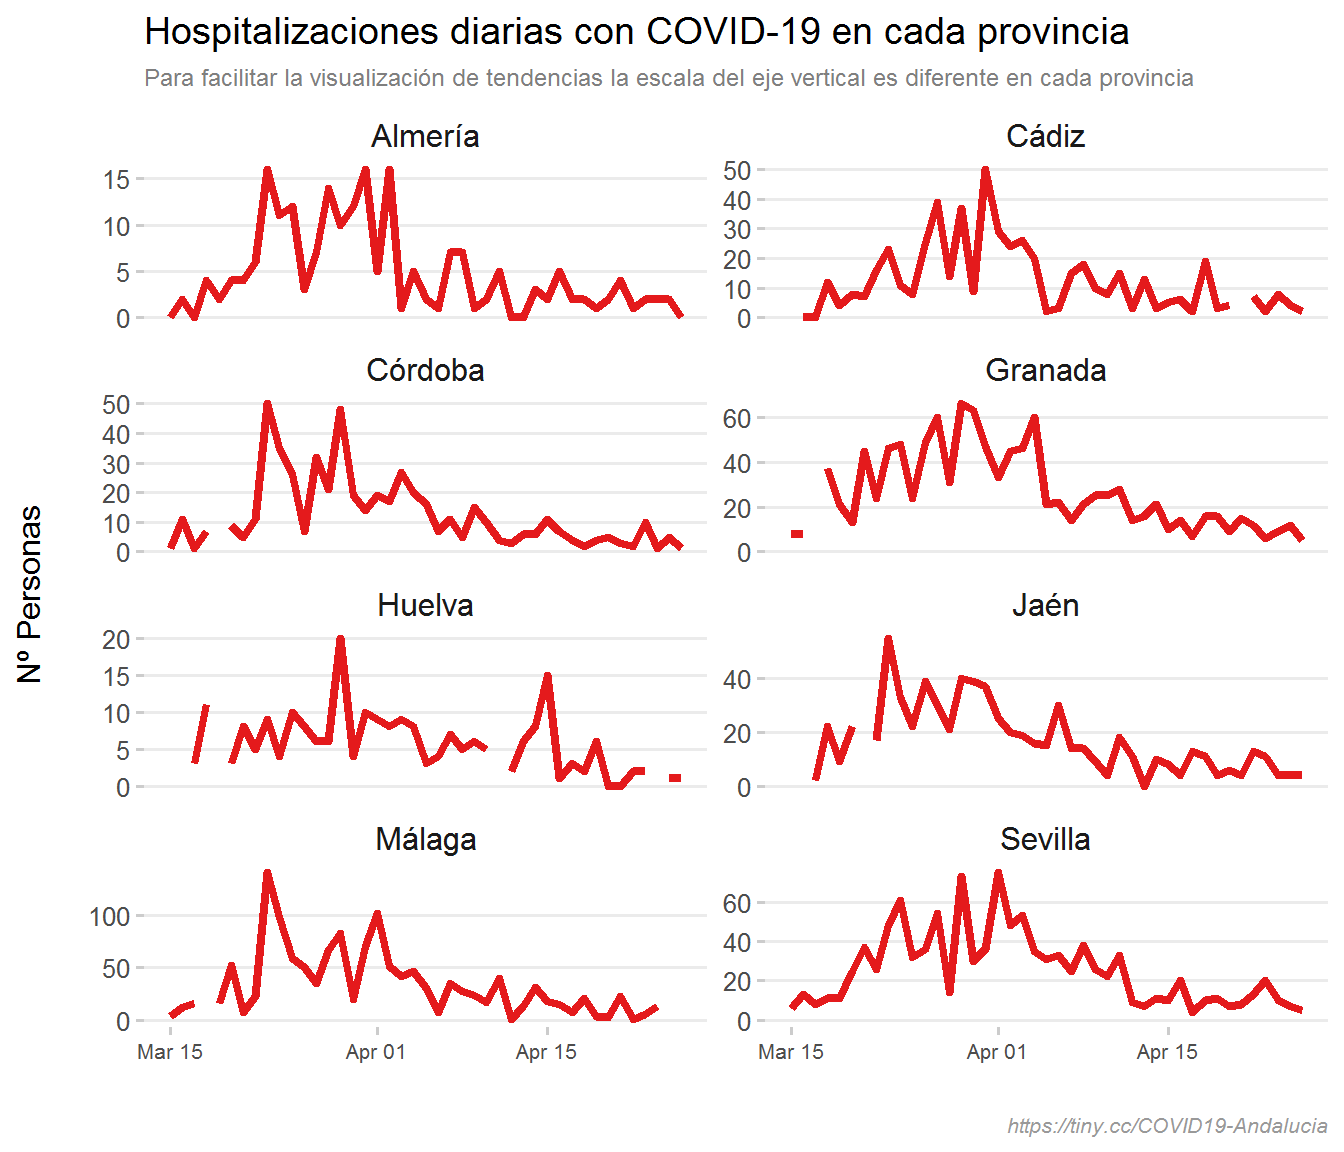 Hospitalizaciones diarias con COVID-19 en cada provincia
Para facilitar la visualización de tendencias la escala del eje vertical es diferente en cada provincia
Nº Personas
Almería
15
10
5
0
Cádiz
50
40
30
20
10
0
Córdoba
50
40
30
20
10
0
Granada
60
40
20
0
Huelva
20
15
10
5
0
Jaén
40
20
0
Málaga
100
50
0
Mar 15 Apr 01 Apr 15
Sevilla
60
40
20
0
Mar 15 Apr 01 Apr 15
https://tiny.cc/COVID19-Andalucia